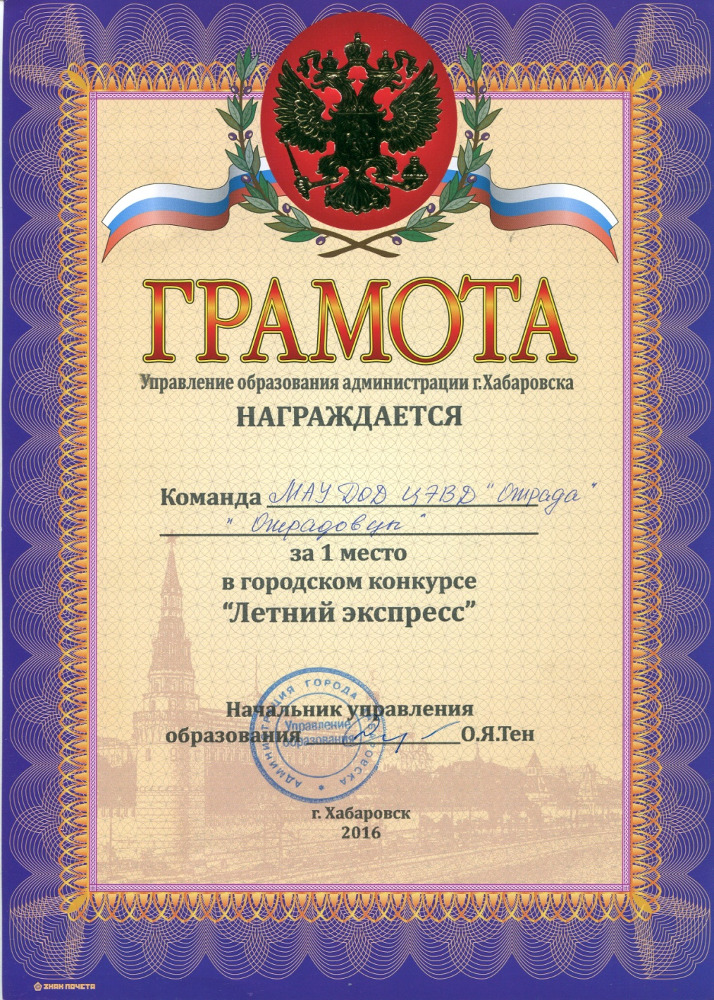 ГРАМОТА
Управление образования администрации г.Хабаровска
НАГРАЖДАЕТСЯ
Команда МАУ ДОД ЦЭВД "Отрада"
"Отрадовцы"
за 1 место
в городском конкурсе
“Летний экспресс”
Начальник управления
образования О.Я.Тен
АДМИНИСТРАЦИЯ ГОРОДА ХАБАРОВСКА
Управление
образования
г. Хабаровск
2016
ЗНАК ПОЧЕТА